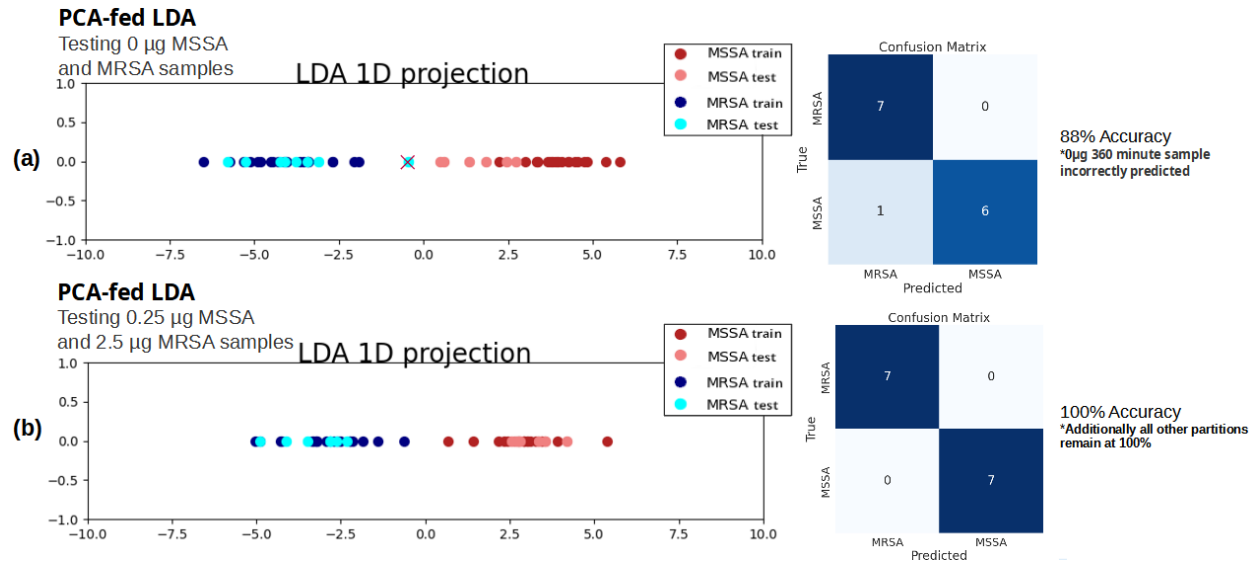 PCA-fed LDA
Testing 0 µg MSSA
and MRSA samples
LDA 1D projection
MSSA train
MSSA test
MRSA train
MRSA test
(a)
1.0
0.5
0.0
−0.5
−1.0
−10.0 −7.5 −5.0 −2.5 0.0 2.5 5.0 7.5 10.0
Confusion Matrix
True
MRSA
MSSA
7 0
1 6
MRSA MSSA
Predicted
88% Accuracy
*0µg 360 minute sample
incorrectly predicted
PCA-fed LDA
Testing 0.25 µg MSSA
and 2.5 µg MRSA samples
LDA 1D projection
MSSA train
MSSA test
MRSA train
MRSA test
(b)
1.0
0.5
0.0
−0.5
−1.0
−10.0 −7.5 −5.0 −2.5 0.0 2.5 5.0 7.5 10.0
Confusion Matrix
True
MRSA
MSSA
7 0
0 7
MRSA MSSA
Predicted
100% Accuracy
*Additionally all other partitions
remain at 100%